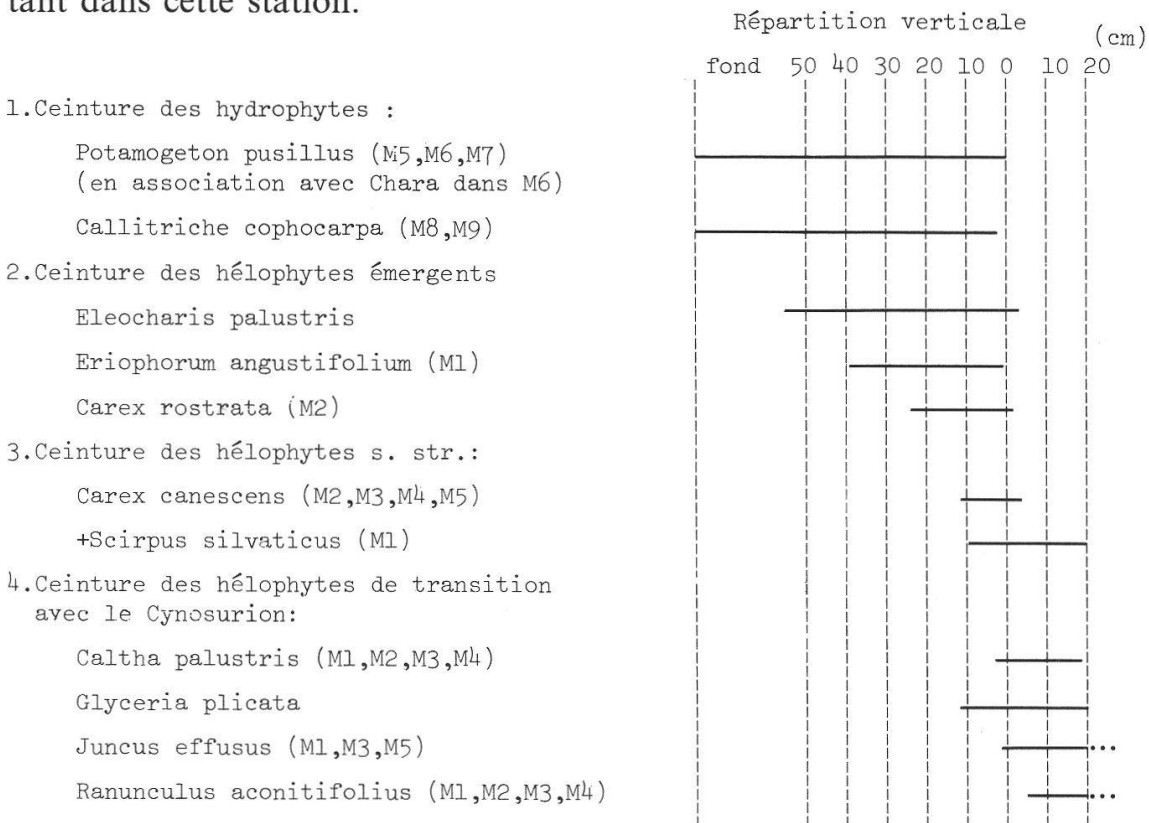 tant dans cette station.
Répartition verticale
(cm)
fond 50 40 30 20 10 0 10 20
1.Ceinture des hydrophytes :
Potamogeton pusillus (M5,M6,M7)
(en association avec Chara dans M6)
Callitriche cophocarpa (M8,M9)
2.Ceinture des hélophytes émergents
Eleocharis palustris
Eriophorum angustifolium (M1)
Carex rostrata (M2)
3.Ceinture des hélophytes s. str.:
Carex canescens (M2,M3,M4,M5)
+Scirpus silvaticus (M1)
4.Ceinture des hélophytes de transition
avec le Cynosurion:
Caltha palustris (M1,M2,M3,M4)
Glyceria plicata
Juncus effusus (M1,M3,M5)
Ranunculus aconitifolius (M1,M2,M3,M4)